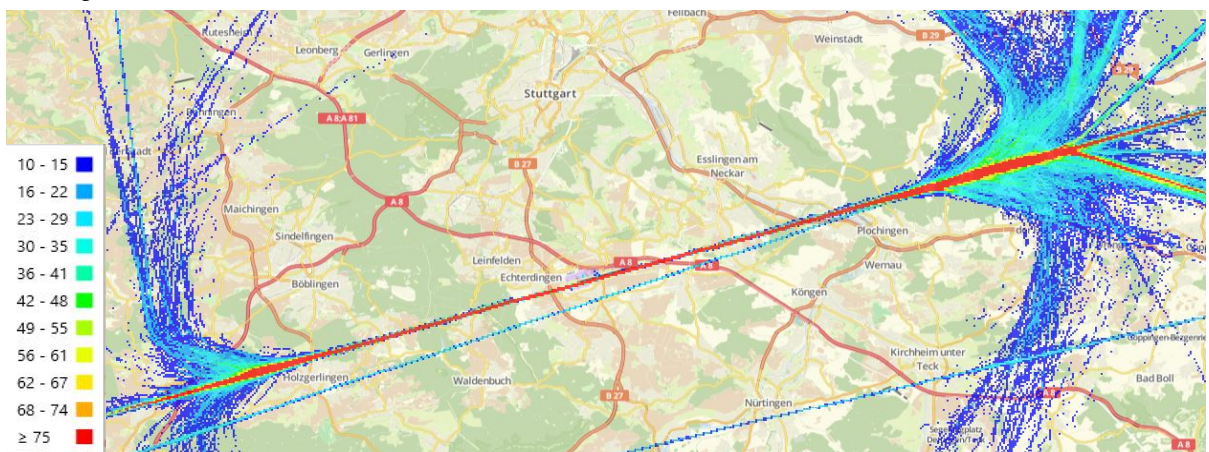 Fellbach
Rutesheim
Leonberg
Gerlingen
Weinstadt
B 29
Stuttgart
A 8;A 81
10 - 15
16 - 22
23 - 29
30 - 35
36 - 41
42 - 48
49 - 55
56 - 61
62 - 67
68 - 74
≥ 75
B 27
Esslingen am
Neckar
A 8
Maichingen
Sindelfingen
Plochingen
Leinfelden
Echterdingen
A 8
A 8
Wernau
Böblingen
Köngen
Holzgerlingen
Waldenbuch
Kirchheim unter
Teck
Bad Boll
B 27
Nürtingen
A 8